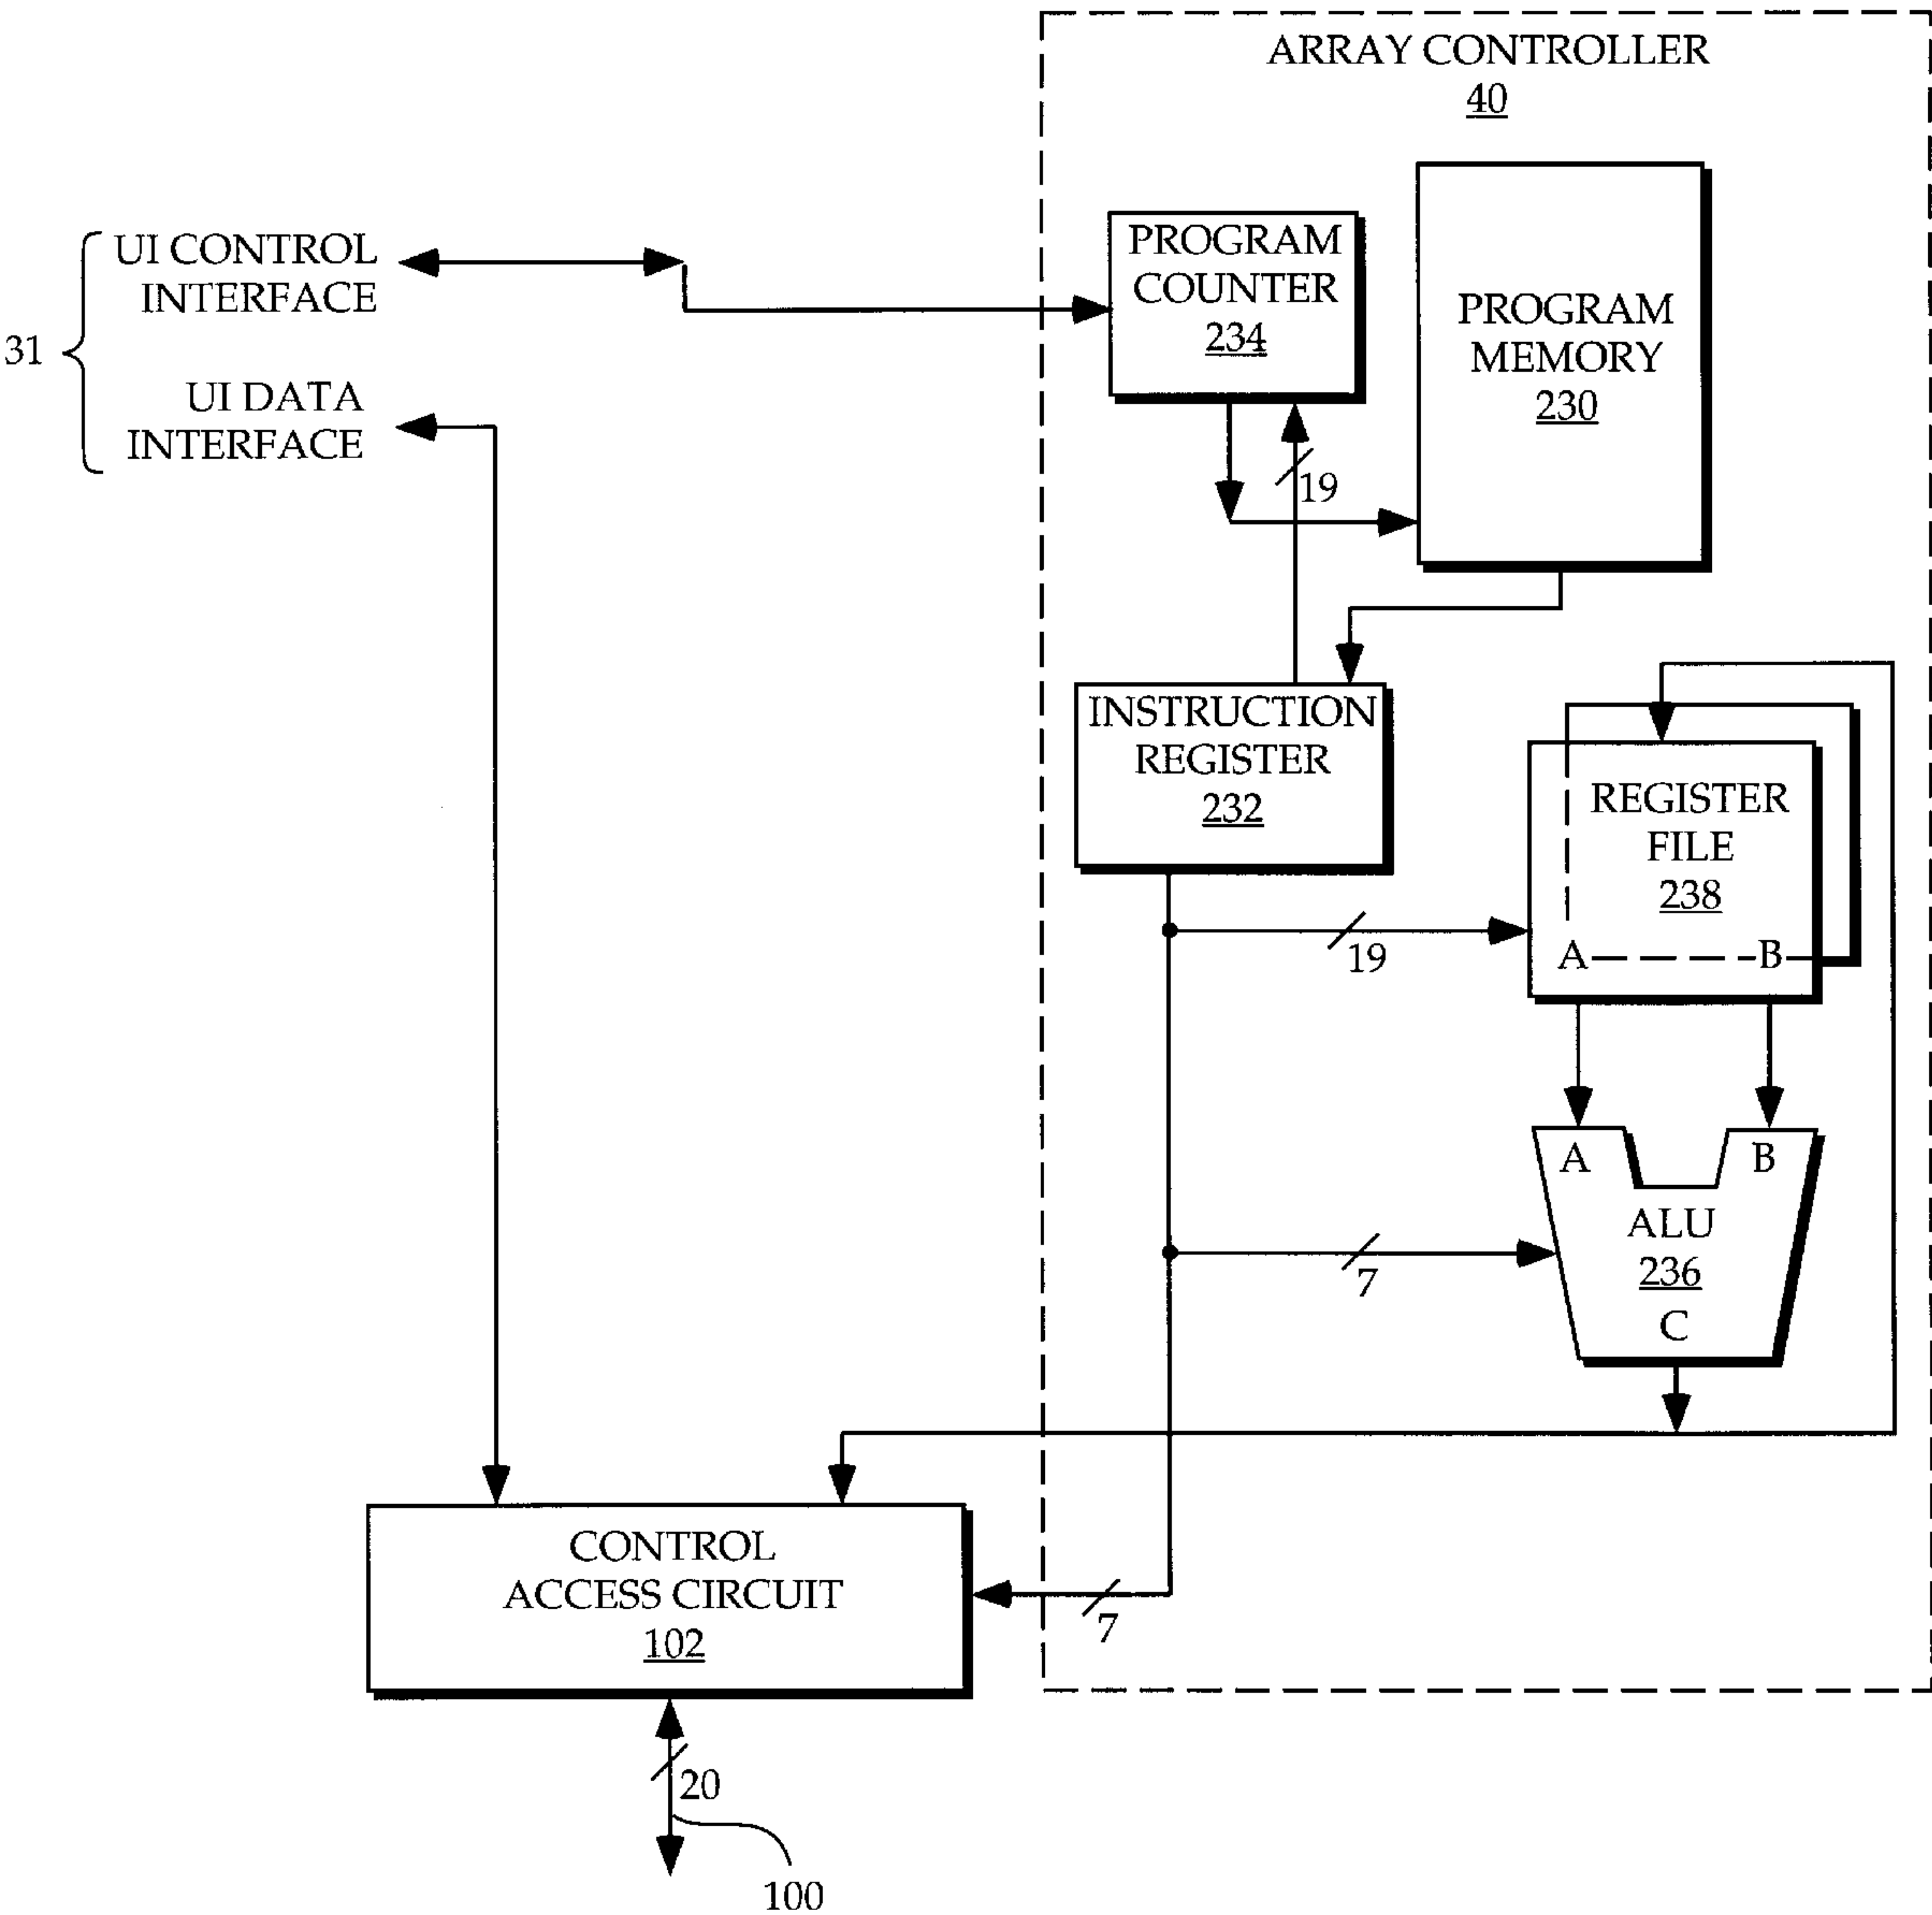 ARRAY CONTROLLER
40
PROGRAM
COUNTER
234
PROGRAM
MEMORY
230
UI CONTROL
INTERFACE
31
UI DATA
INTERFACE
19
INSTRUCTION
REGISTER
232
REGISTER
FILE
238
A
B
19
A
B
ALU
236
C
7
CONTROL
ACCESS CIRCUIT
102
7
20
100